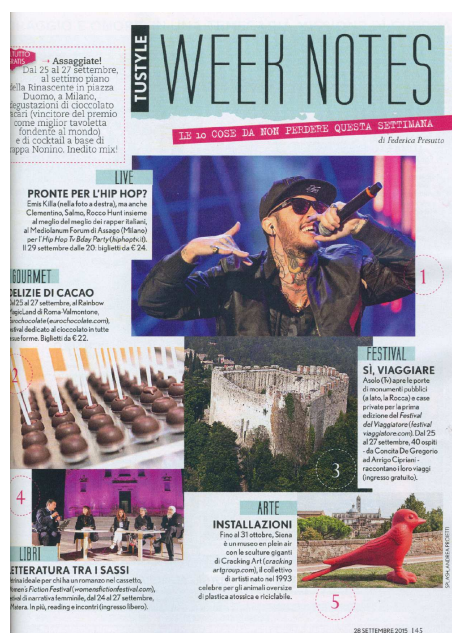 TUTTO
GRATIS
→ Assaggiate!
Dal 25 al 27 settembre,
al settimo piano
della Rinascente in piazza
Duomo, a Milano,
degustazioni di cioccolato
(vincitore del premio
come miglior tavoletta
fondente al mondo)
e di cocktail a base di
Nonino. Inedito mix!
TUSTYLE
WEEK NOTES
LE 10 COSE DA NON PERDERE QUESTA SETTIMANA
di Federica Presutto
LIVE
PRONTE PER L'HIP HOP?
Emis Killa (nella foto a destra), ma anche
Clementino, Salmo, Rocco Hunt insieme
al meglio del meglio dei rapper italiani,
al Mediolanum Forum di Assago (Milano)
per l'Hip Hop Tv Bday Party (hiphoptv.it).
Il 29 settembre dalle 20: biglietti da € 24.
1
GOURMET
DELIZIE DI CACAO
Dal 25 al 27 settembre, al Rainbow
MagicLand di Roma-Valmontone,
Eurochocolate (eurochocolate.com),
festival dedicato al cioccolato in tutte
sue forme. Biglietti da € 22.
2
FESTIVAL
SÌ, VIAGGIARE
Asolo (Tv) apre le porte
di monumenti pubblici
(a lato, la Rocca) e case
private per la prima
edizione del Festival
del Viaggiatore (festival
viaggiatore.com). Dal 25
al 27 settembre, 40 ospiti
- da Concita De Gregorio
ad Arrigo Cipriani -
raccontano i loro viaggi
(ingresso gratuito).
3
4
LIBRI
LETTERATURA TRA I SASSI
ideale per chi ha un romanzo nel cassetto,
Women's Fiction Festival (womensfictionfestival.com),
festival di narrativa femminile, dal 24 al 27 settembre,
Matera. In più, reading e incontri (ingresso libero).
ARTE
INSTALLAZIONI
Fino al 31 ottobre, Siena
è un museo en plein air
con le sculture giganti
di Cracking Art (cracking
artgroup.com), il collettivo
di artisti nato nel 1993
celebre per gli animali oversize
di plastica atossica e riciclabile.
5
28 SETTEMBRE 2015 145